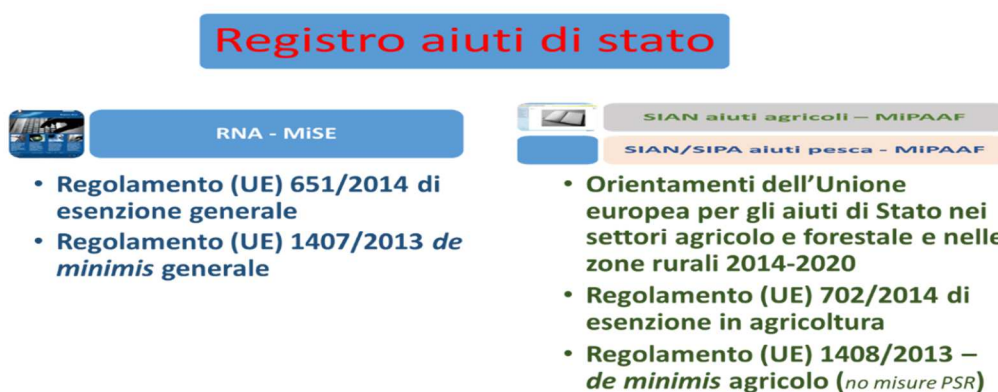 Registro aiuti di stato
RNA - MiSE
• Regolamento (UE) 651/2014 di
esenzione generale
• Regolamento (UE) 1407/2013 de
minimis generale
SIAN aiuti agricoli – MiPAAF
SIAN/SIPA aiuti pesca - MiPAAF
• Orientamenti dell'Unione
europea per gli aiuti di Stato nei
settori agricolo e forestale e nelle
zone rurali 2014-2020
• Regolamento (UE) 702/2014 di
esenzione in agricoltura
• Regolamento (UE) 1408/2013 –
de minimis agricolo (no misure PSR)